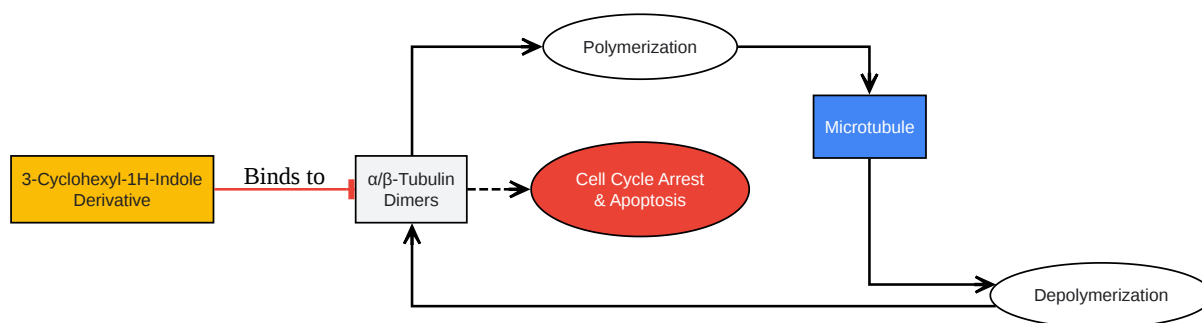 Polymerization
Microtubule
3-Cyclohexyl-1H-Indole
Derivative
Binds to
α/β-Tubulin
Dimers
Cell Cycle Arrest
& Apoptosis
Depolymerization